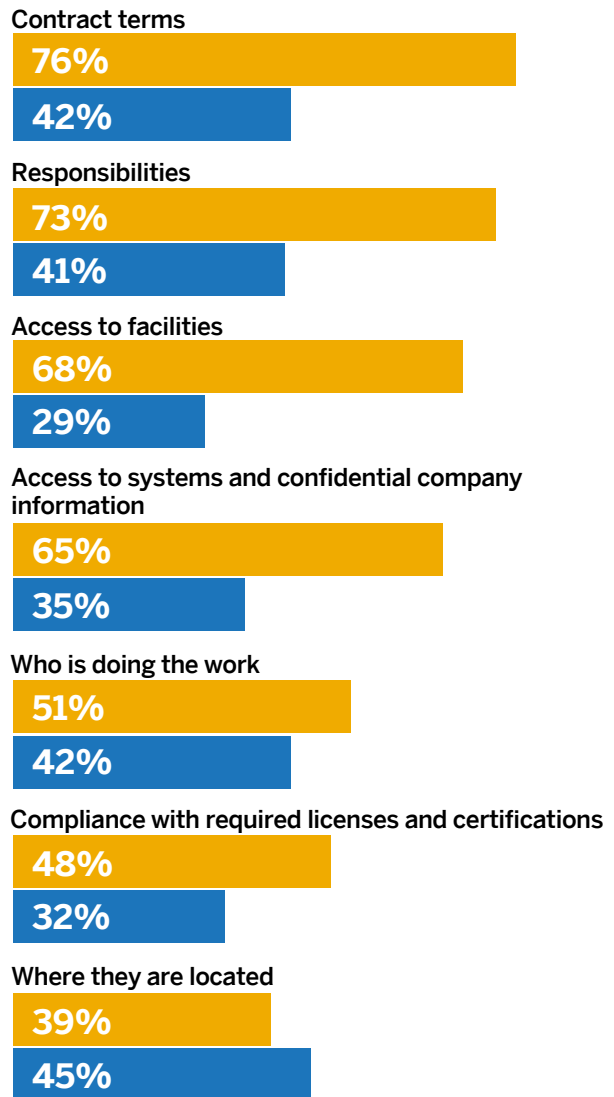 Contract terms
76%
42%
Responsibilities
73%
41%
Access to facilities
68%
29%
Access to systems and confidential company
information
65%
35%
Who is doing the work
51%
42%
Compliance with required licenses and certifications
48%
32%
Where they are located
39%
45%